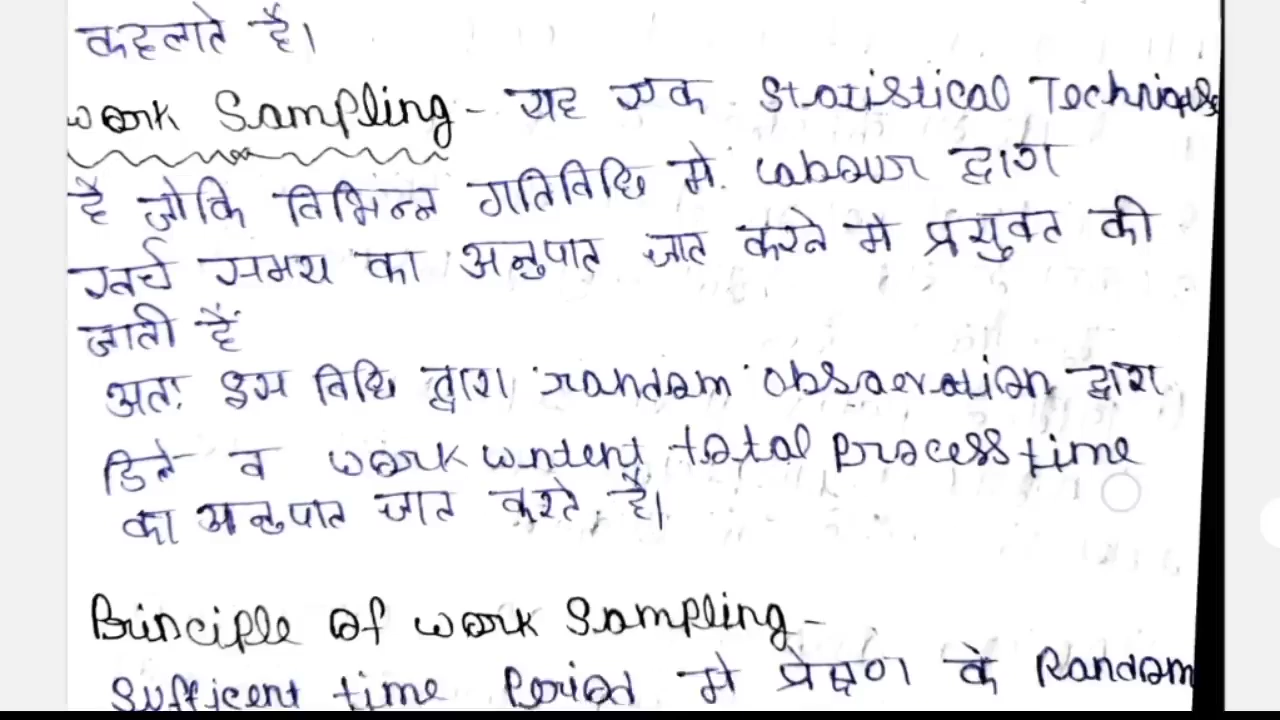 कहलाते है।
Work Sampling - यह एक Statistical Technique
है जोकि विभिन्न गतिविधि मे. Labour द्वारा
खर्च समय का अनुपात ज्ञात करने मे प्रयुक्त की
जाती हैं
अतः इस विधि द्वारा random observation द्वारा
व work content total Process time
का अनुपात ज्ञात करते है।
Principle of work Sampling -
Sufficent time Period मे प्रेक्षण के Random